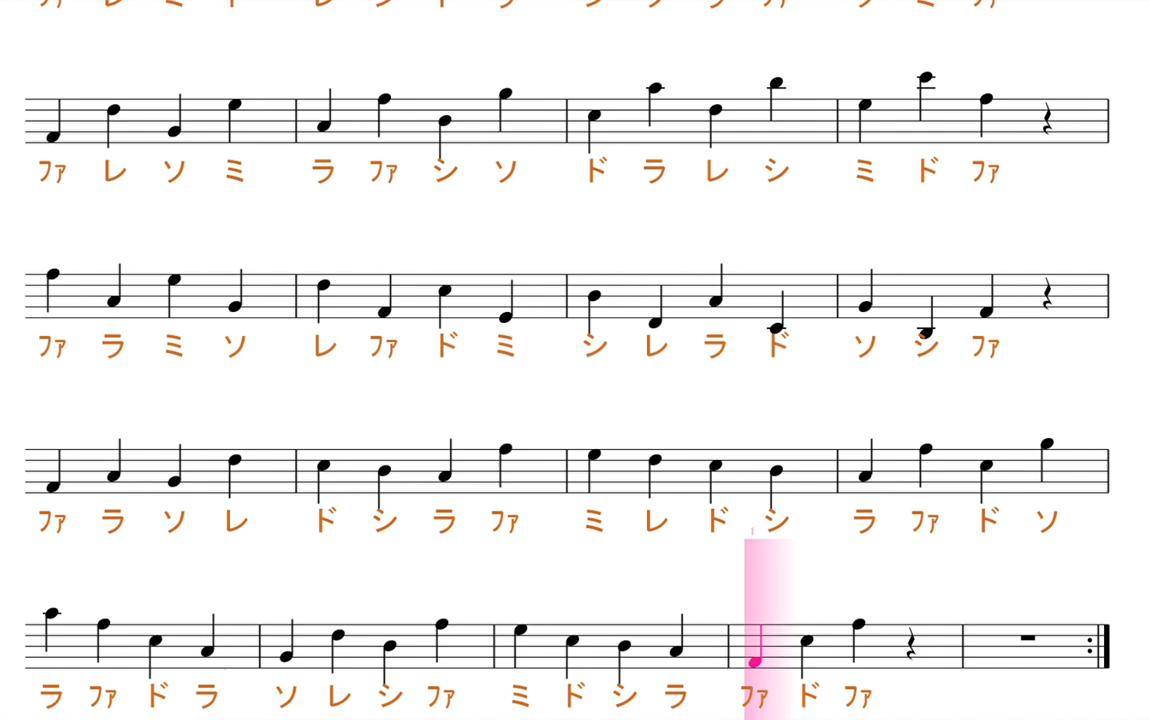 ファ レ ソ ミ ラ ファ シ ソ ド ラ レ シ ミ ド ファ
ファ ラ ミ ソ レ ファ ド ミ シ レ ラ ド ソ シ ファ
ファ ラ ソ レ ド シ ラ ファ ミ レ ド シ ラ ファ ド ソ
ラ ファ ド ラ ソ レ シ ファ ミ ド シ ラ ファ ド ファ